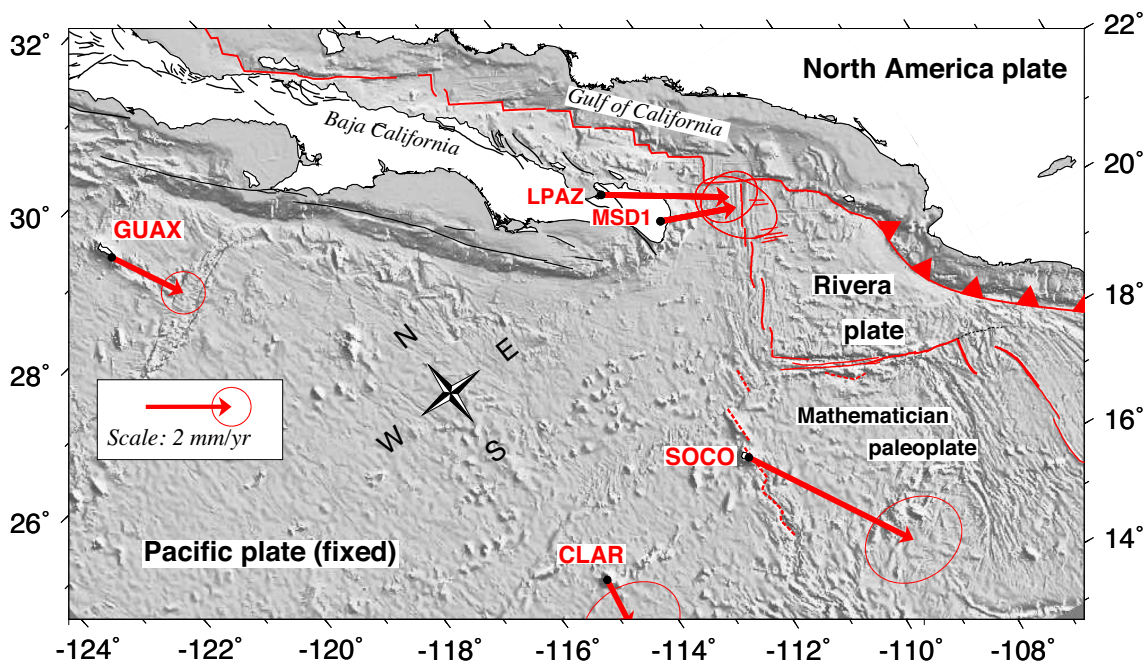 22°
32°
North America plate
Gulf of California
Baja California
20°
LPAZ
MSD1
30°
GUAX
Rivera
plate
18°
N
E
28°
W
S
Scale: 2 mm/yr
Mathematician
paleoplate
16°
SOCO
26°
Pacific plate (fixed)
CLAR
14°
-124° -122° -120° -118° -116° -114° -112° -110° -108°